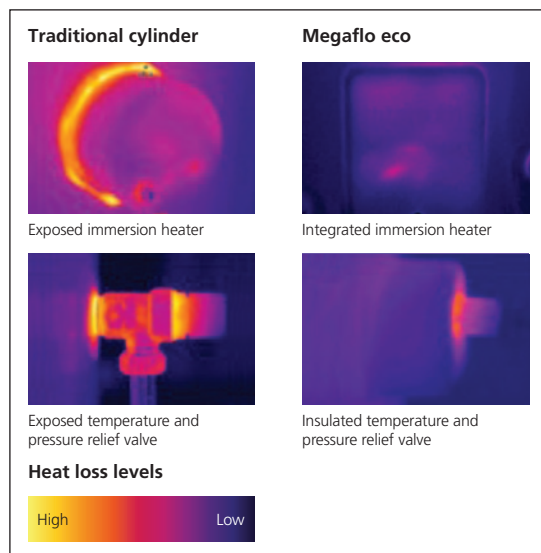 Traditional cylinder
Megaflo eco
Exposed immersion heater
Integrated immersion heater
Exposed temperature and
pressure relief valve
Insulated temperature and
pressure relief valve
Heat loss levels
High
Low